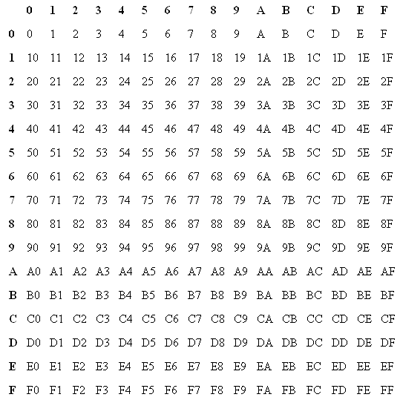 0 1 2 3 4 5 6 7 8 9 A B C D E F
0 0 1 2 3 4 5 6 7 8 9 A B C D E F
1 10 11 12 13 14 15 16 17 18 19 1A 1B 1C 1D 1E 1F
2 20 21 22 23 24 25 26 27 28 29 2A 2B 2C 2D 2E 2F
3 30 31 32 33 34 35 36 37 38 39 3A 3B 3C 3D 3E 3F
4 40 41 42 43 44 45 46 47 48 49 4A 4B 4C 4D 4E 4F
5 50 51 52 53 54 55 56 57 58 59 5A 5B 5C 5D 5E 5F
6 60 61 62 63 64 65 66 67 68 69 6A 6B 6C 6D 6E 6F
7 70 71 72 73 74 75 76 77 78 79 7A 7B 7C 7D 7E 7F
8 80 81 82 83 84 85 86 87 88 89 8A 8B 8C 8D 8E 8F
9 90 91 92 93 94 95 96 97 98 99 9A 9B 9C 9D 9E 9F
A A0 A1 A2 A3 A4 A5 A6 A7 A8 A9 AA AB AC AD AE AF
B B0 B1 B2 B3 B4 B5 B6 B7 B8 B9 BA BB BC BD BE BF
C C0 C1 C2 C3 C4 C5 C6 C7 C8 C9 CA CB CC CD CE CF
D D0 D1 D2 D3 D4 D5 D6 D7 D8 D9 DA DB DC DD DE DF
E E0 E1 E2 E3 E4 E5 E6 E7 E8 E9 EA EB EC ED EE EF
F F0 F1 F2 F3 F4 F5 F6 F7 F8 F9 FA FB FC FD FE FF